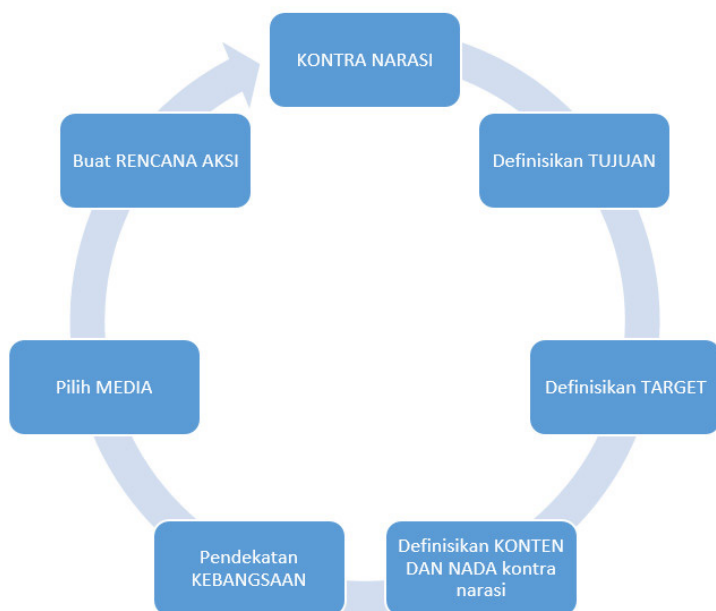 KONTRA NARASI
Definisikan TUJUAN
Definisikan TARGET
Definisikan KONTEN
DAN NADA kontra
narasi
Pendekatan
KEBANGSAAN
Pilih MEDIA
Buat RENCANA AKSI